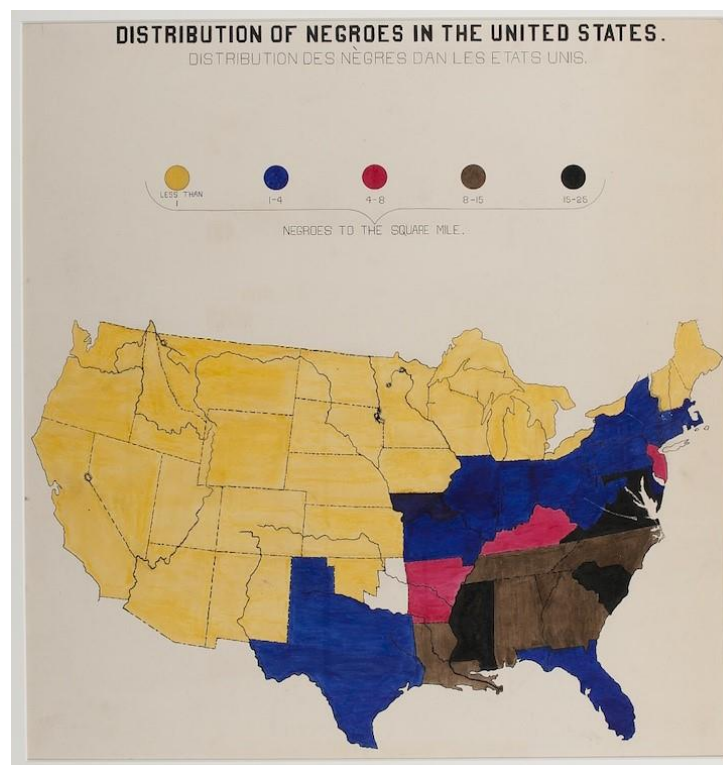 DISTRIBUTION OF NEGROES IN THE UNITED STATES.
DISTRIBUTION DES NÈGRES DAN LES ETATS UNIS.
LESS THAN
1 1-4 4-8 8-15 15-25
NEGROES TO THE SQUARE MILE.